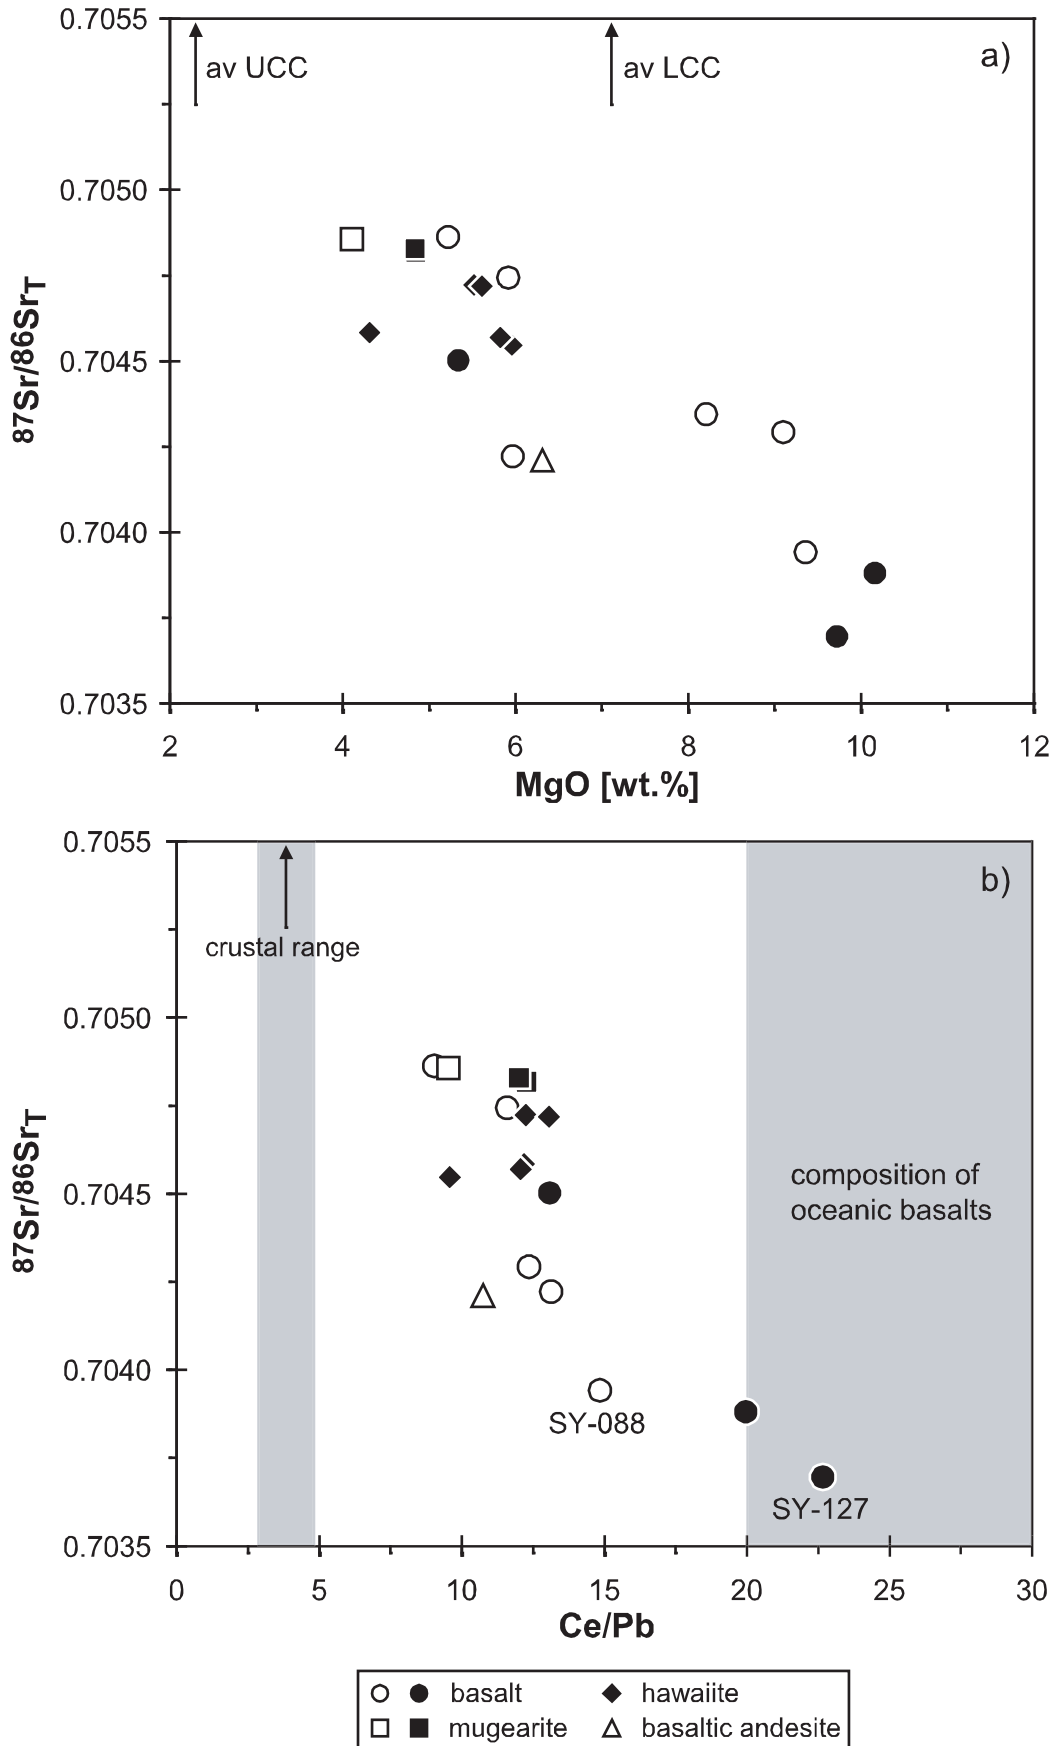 0.7055
av UCC
av LCC
a)
0.7050
87Sr/86SrT
0.7045
0.7040
0.7035
2 4 6 8 10 12
MgO [wt.%]
0.7055
b)
crustal range
0.7050
87Sr/86SrT
composition of
oceanic basalts
0.7045
0.7040
SY-088
SY-127
0.7035
0 5 10 15 20 25 30
Ce/Pb
basalt hawaiite
mugearite basaltic andesite